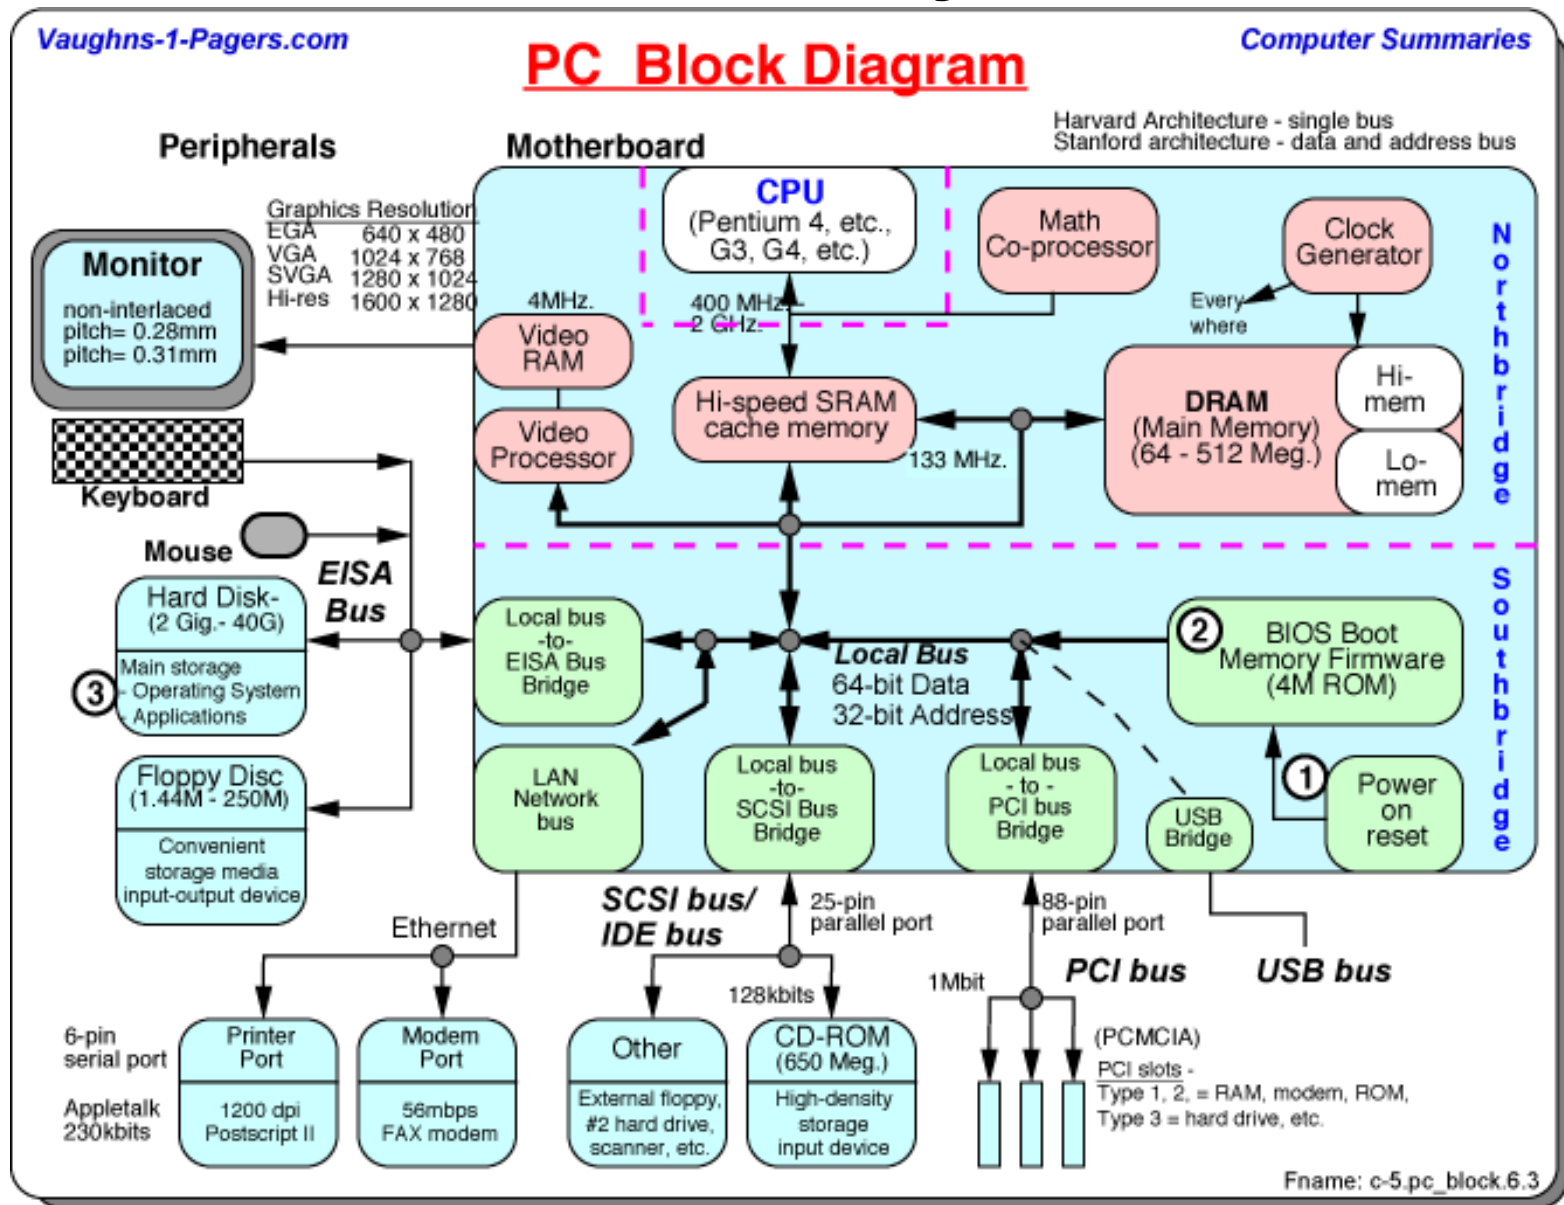 Vaughns-1-Pagers.com
Computer Summaries
PC Block Diagram
Harvard Architecture - single bus
Stanford architecture - data and address bus
Peripherals
Motherboard
Graphics Resolution
EGA 640 x 480
VGA 1024 x 768
SVGA 1280 x 1024
Hi-res 1600 x 1280
Monitor
non-interlaced
pitch= 0.28mm
pitch= 0.31mm
CPU
(Pentium 4, etc.,
G3, G4, etc.)
400 MHz. -
2 GHz.
Math
Co-processor
Clock
Generator
Every
where
Northbridge
4MHz.
Video
RAM
Video
Processor
Hi-speed SRAM
cache memory
133 MHz.
DRAM
(Main Memory)
(64 - 512 Meg.)
Hi-
mem
Lo-
mem
Keyboard
Mouse
EISA
Bus
Hard Disk-
(2 Gig.- 40G)
3
Main storage
- Operating System
- Applications
Floppy Disc
(1.44M - 250M)
Convenient
storage media
input-output device
Local bus
-to-
EISA Bus
Bridge
Local Bus
64-bit Data
32-bit Address
2
BIOS Boot
Memory Firmware
(4M ROM)
Southbridge
LAN
Network
bus
Local bus
-to-
SCSI Bus
Bridge
Local bus
- to -
PCI bus
Bridge
USB
Bridge
1
Power
on
reset
Ethernet
SCSI bus/
IDE bus
25-pin
parallel port
88-pin
parallel port
PCI bus
USB bus
128kbits
1Mbit
6-pin
serial port
Appletalk
230kbits
Printer
Port
1200 dpi
Postscript II
Modem
Port
56mbps
FAX modem
Other
External floppy,
#2 hard drive,
scanner, etc.
CD-ROM
(650 Meg.)
High-density
storage
input device
(PCMCIA)
PCI slots -
Type 1, 2, = RAM, modem, ROM,
Type 3 = hard drive, etc.
Fname: c-5.pc_block.6.3